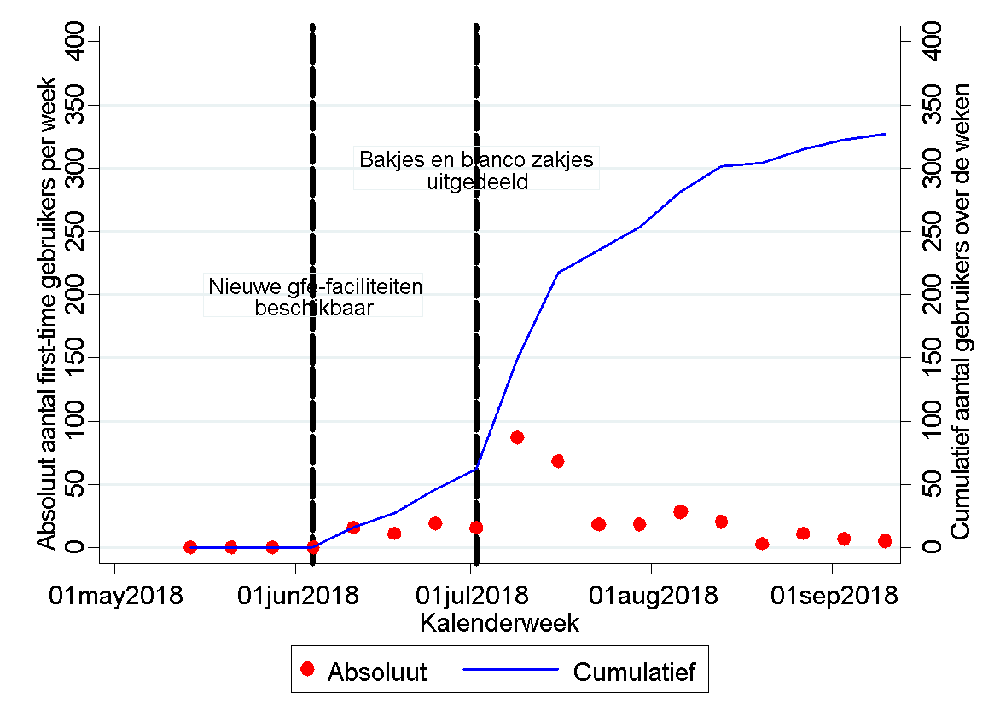 Absoluut aantal first-time gebruikers per week
400
350
300
250
200
150
100
50
0
Bakjes en blanco zakjes
uitgedeeld
Nieuwe gfe-faciliteiten
beschikbaar
400
350
300
250
200
150
100
50
0
Cumulatief aantal gebruikers over de weken
01may2018 01jun2018 01jul2018 01aug2018 01sep2018
Kalenderweek
Absoluut Cumulatief